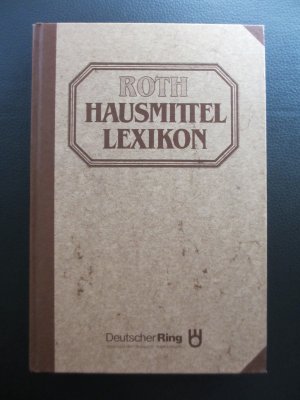 ROTH
HAUSMITTEL
LEXIKON
Deutscher Ring